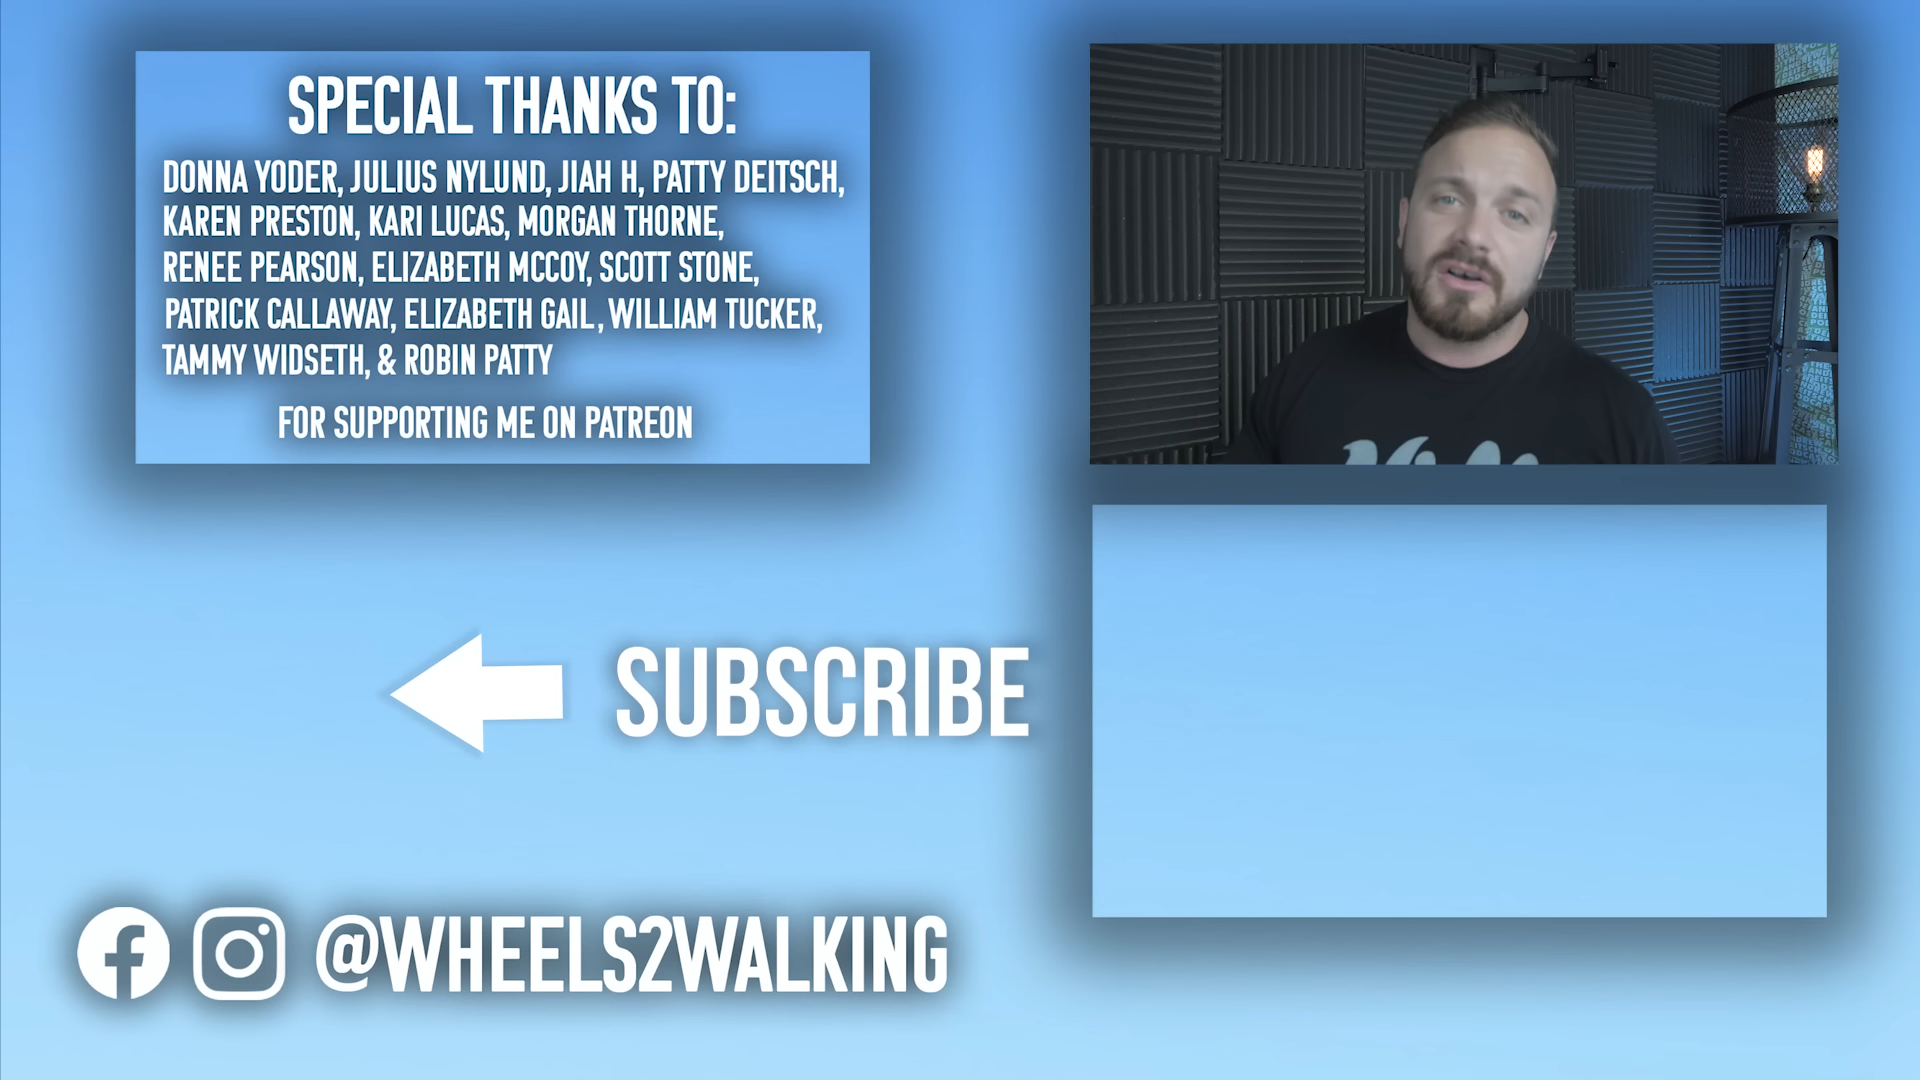 SPECIAL THANKS TO:
DONNA YODER, JULIUS NYLUND, JIAH H, PATTY DEITSCH,
KAREN PRESTON, KARI LUCAS, MORGAN THORNE,
RENEE PEARSON, ELIZABETH MCCOY, SCOTT STONE,
PATRICK CALLAWAY, ELIZABETH GAIL, WILLIAM TUCKER,
TAMMY WIDSETH, & ROBIN PATTY
FOR SUPPORTING ME ON PATREON
SUBSCRIBE
@WHEELS2WALKING